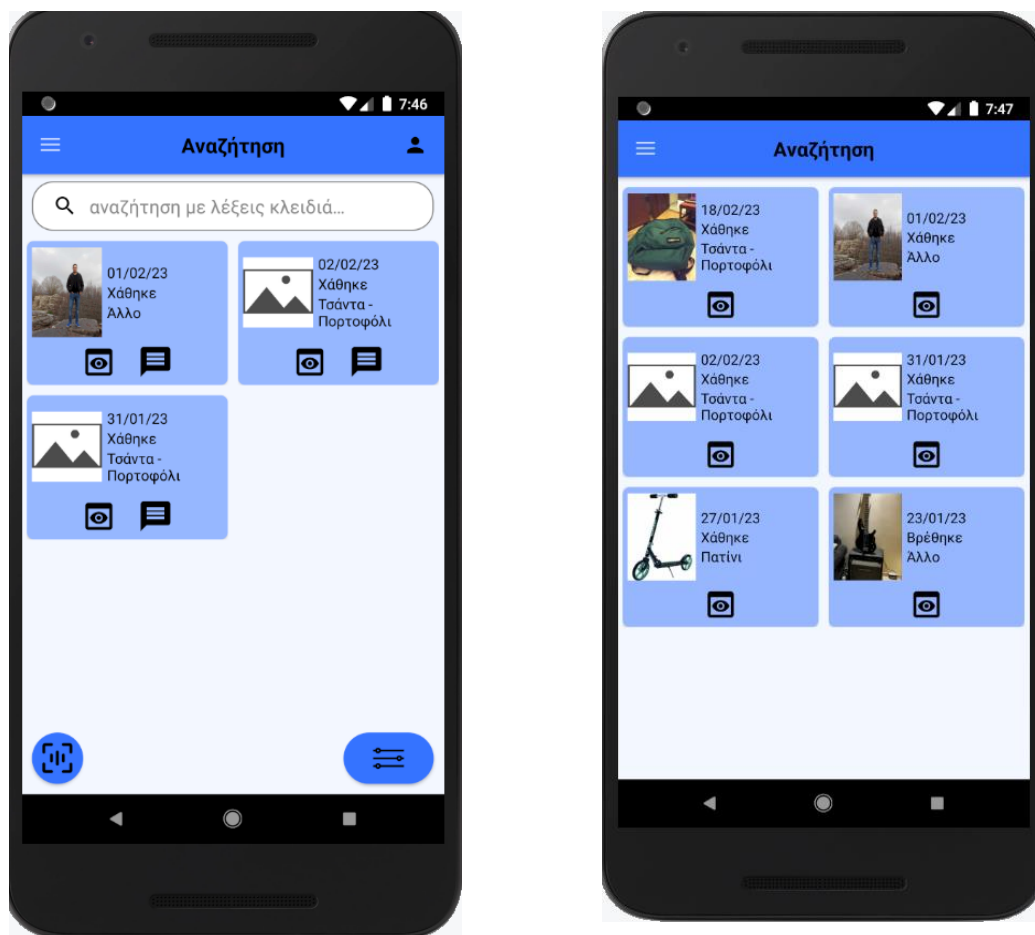 7:46
Αναζήτηση
αναζήτηση με λέξεις κλειδιά...
01/02/23
Χάθηκε
Άλλο
02/02/23
Χάθηκε
Τσάντα -
Πορτοφόλι
31/01/23
Χάθηκε
Τσάντα -
Πορτοφόλι
7:47
Αναζήτηση
18/02/23
Χάθηκε
Τσάντα -
Πορτοφόλι
01/02/23
Χάθηκε
Άλλο
02/02/23
Χάθηκε
Τσάντα -
Πορτοφόλι
31/01/23
Χάθηκε
Τσάντα -
Πορτοφόλι
27/01/23
Χάθηκε
Πατίνι
23/01/23
Βρέθηκε
Άλλο